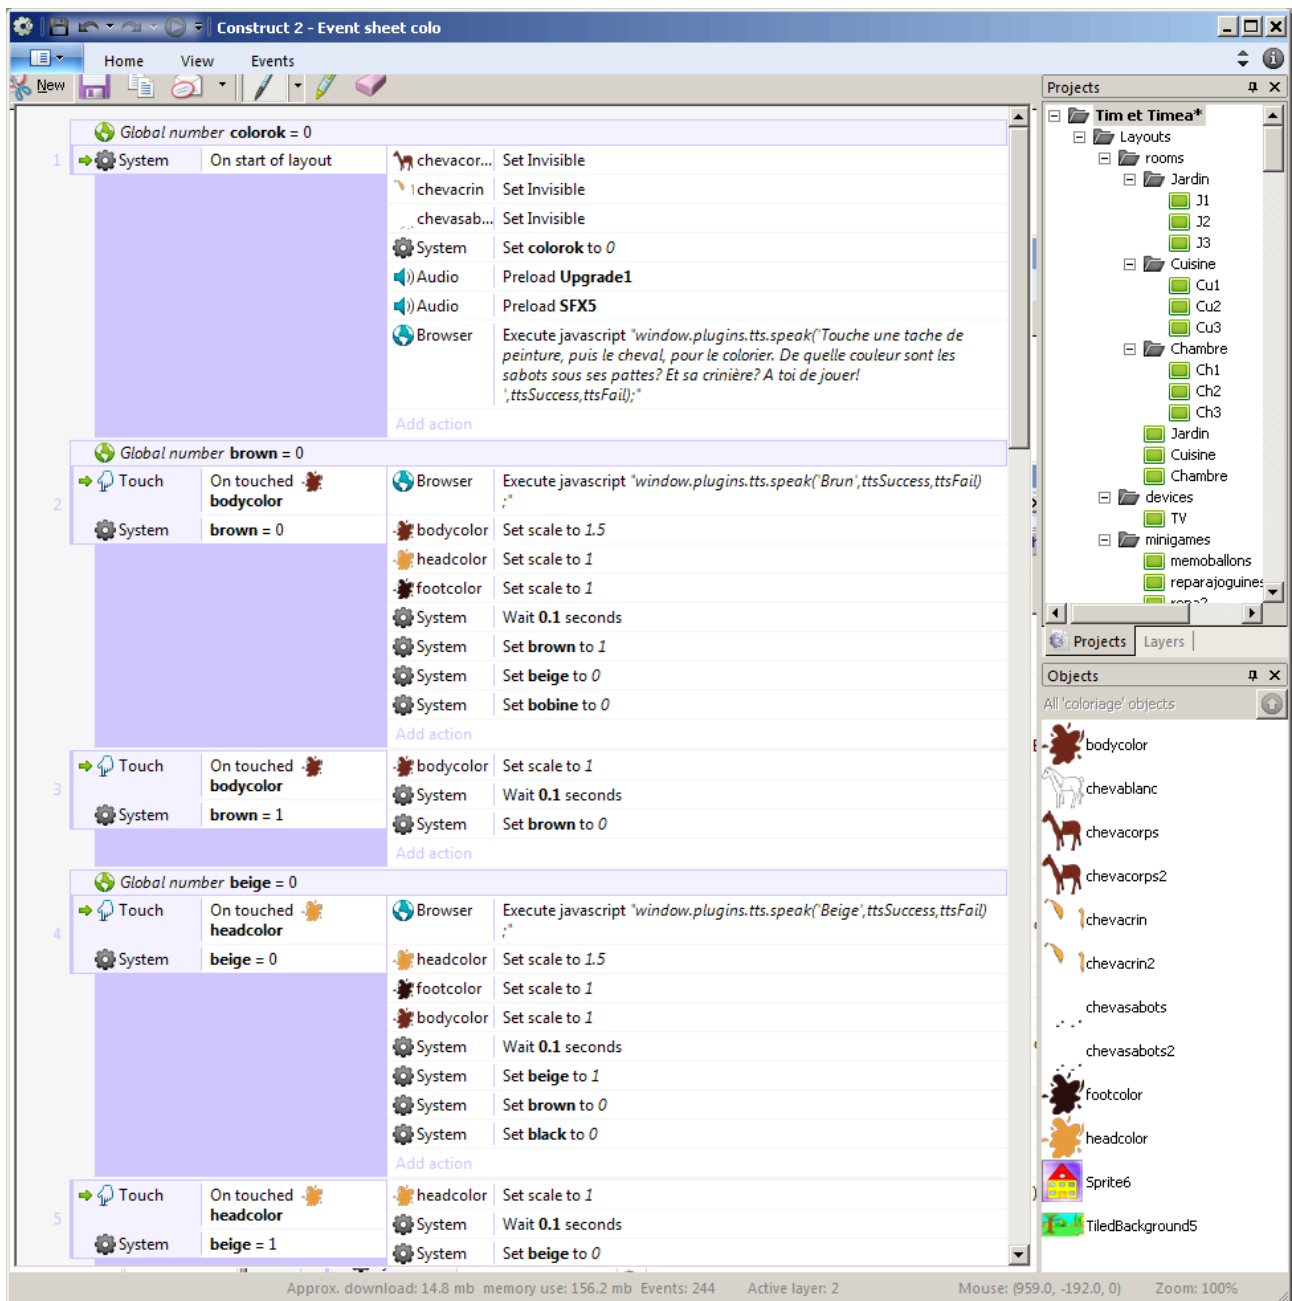 Construct 2 - Event sheet colo
Home View Events
New
Global number colorok = 0
1 System On start of layout chevacor... Set Invisible
chevacrin Set Invisible
chevasab... Set Invisible
System Set colorok to 0
Audio Preload Upgrade1
Audio Preload SFX5
Browser Execute javascript "window.plugins.tts.speak('Touche une tache de
peinture, puis le cheval, pour le colorier. De quelle couleur sont les
sabots sous ses pattes? Et sa crinière? A toi de jouer!
',ttsSuccess,ttsFail);"
Add action
Global number brown = 0
2 Touch On touched bodycolor Browser Execute javascript "window.plugins.tts.speak('Brun',ttsSuccess,ttsFail)
;"
System brown = 0 bodycolor Set scale to 1.5
headcolor Set scale to 1
footcolor Set scale to 1
System Wait 0.1 seconds
System Set brown to 1
System Set beige to 0
System Set bobine to 0
Add action
3 Touch On touched bodycolor bodycolor Set scale to 1
System Wait 0.1 seconds
System brown = 1 System Set brown to 0
Add action
Global number beige = 0
4 Touch On touched headcolor Browser Execute javascript "window.plugins.tts.speak('Beige',ttsSuccess,ttsFail)
;"
System beige = 0 headcolor Set scale to 1.5
footcolor Set scale to 1
bodycolor Set scale to 1
System Wait 0.1 seconds
System Set beige to 1
System Set brown to 0
System Set black to 0
Add action
5 Touch On touched headcolor headcolor Set scale to 1
System Wait 0.1 seconds
System beige = 1 System Set beige to 0
Projects
Tim et Timea*
Layouts
rooms
Jardin
J1
J2
J3
Cuisine
Cu1
Cu2
Cu3
Chambre
Ch1
Ch2
Ch3
Jardin
Cuisine
Chambre
devices
TV
minigames
memoballons
reparajoguines
Projects Layers
Objects
All 'coloriage' objects
bodycolor
chevablanc
chevacorps
chevacorps2
chevacrin
chevacrin2
chevasabots
chevasabots2
footcolor
headcolor
Sprite6
TiledBackground5
Approx. download: 14.8 mb memory use: 156.2 mb Events: 244 Active layer: 2 Mouse: (959.0, -192.0, 0) Zoom: 100%